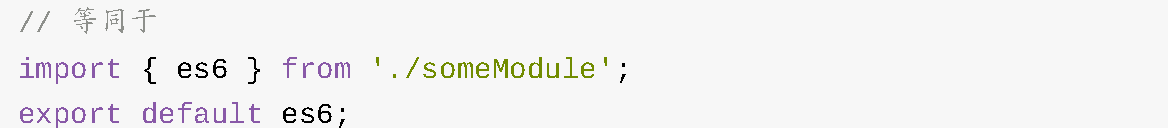 // 等同于
import { es6 } from './someModule';
export default es6;